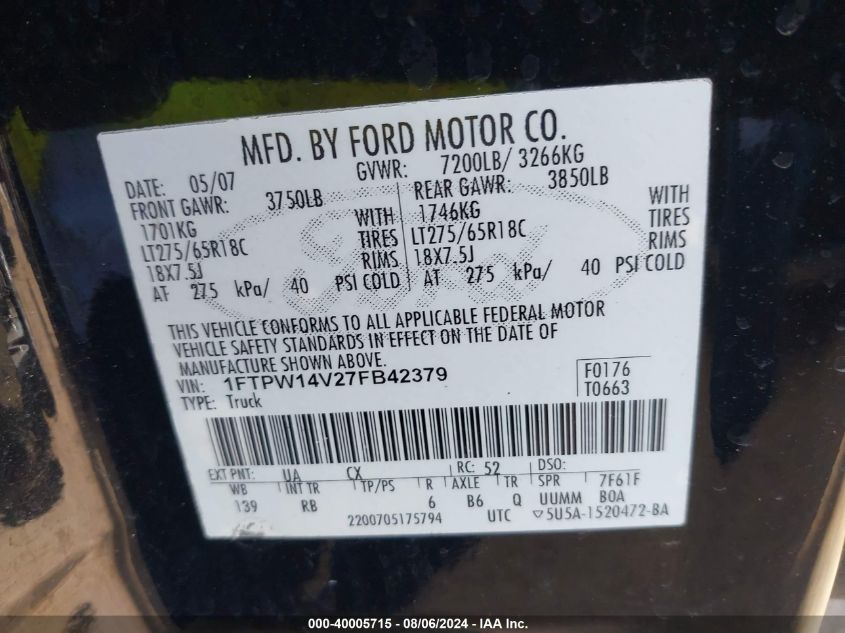 MFD. BY FORD MOTOR CO.
DATE: 05/07 GVWR: 7200LB/ 3266KG
FRONT GAWR: 3750LB REAR GAWR: 3850LB
1701KG WITH 1746KG WITH
LT275/65R18C TIRES LT275/65R18C TIRES
18X7.5J RIMS 18X7.5J RIMS
AT 275 kPa/ 40 PSI COLD AT 275 kPa/ 40 PSI COLD
THIS VEHICLE CONFORMS TO ALL APPLICABLE FEDERAL MOTOR
VEHICLE SAFETY STANDARDS IN EFFECT ON THE DATE OF
MANUFACTURE SHOWN ABOVE.
VIN: 1FTPW14V27FB42379 F0176
TYPE: Truck T0663
EXT PNT: UA CX RC: 52 DSO:
WB INT TR TP/PS R AXLE TR SPR 7F61F
139 RB 6 B6 Q UUMM BOA
2200705175794 UTC ▽5U5A-1520472-BA
000-40005715 - 08/06/2024 - IAA Inc.